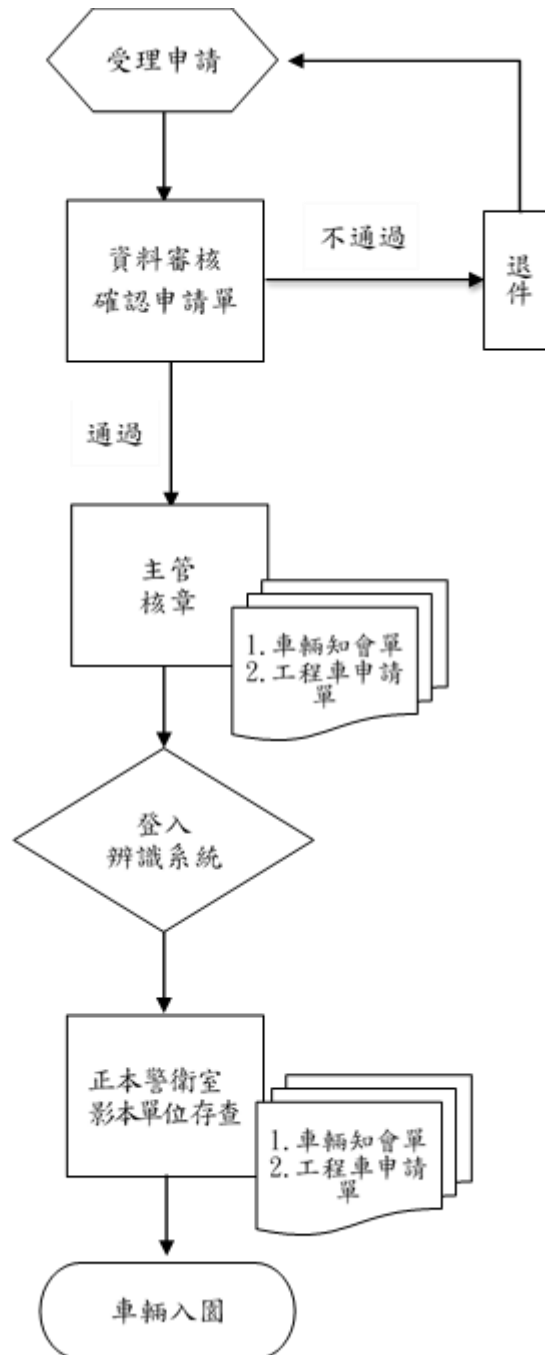 受理申請
資料審核
確認申請單
不通過
退
件
通過
主管
核章
1.車輛知會單
2.工程車申請
單
登入
辨識系統
正本警衛室
影本單位存查
1.車輛知會單
2.工程車申請
單
車輛入園